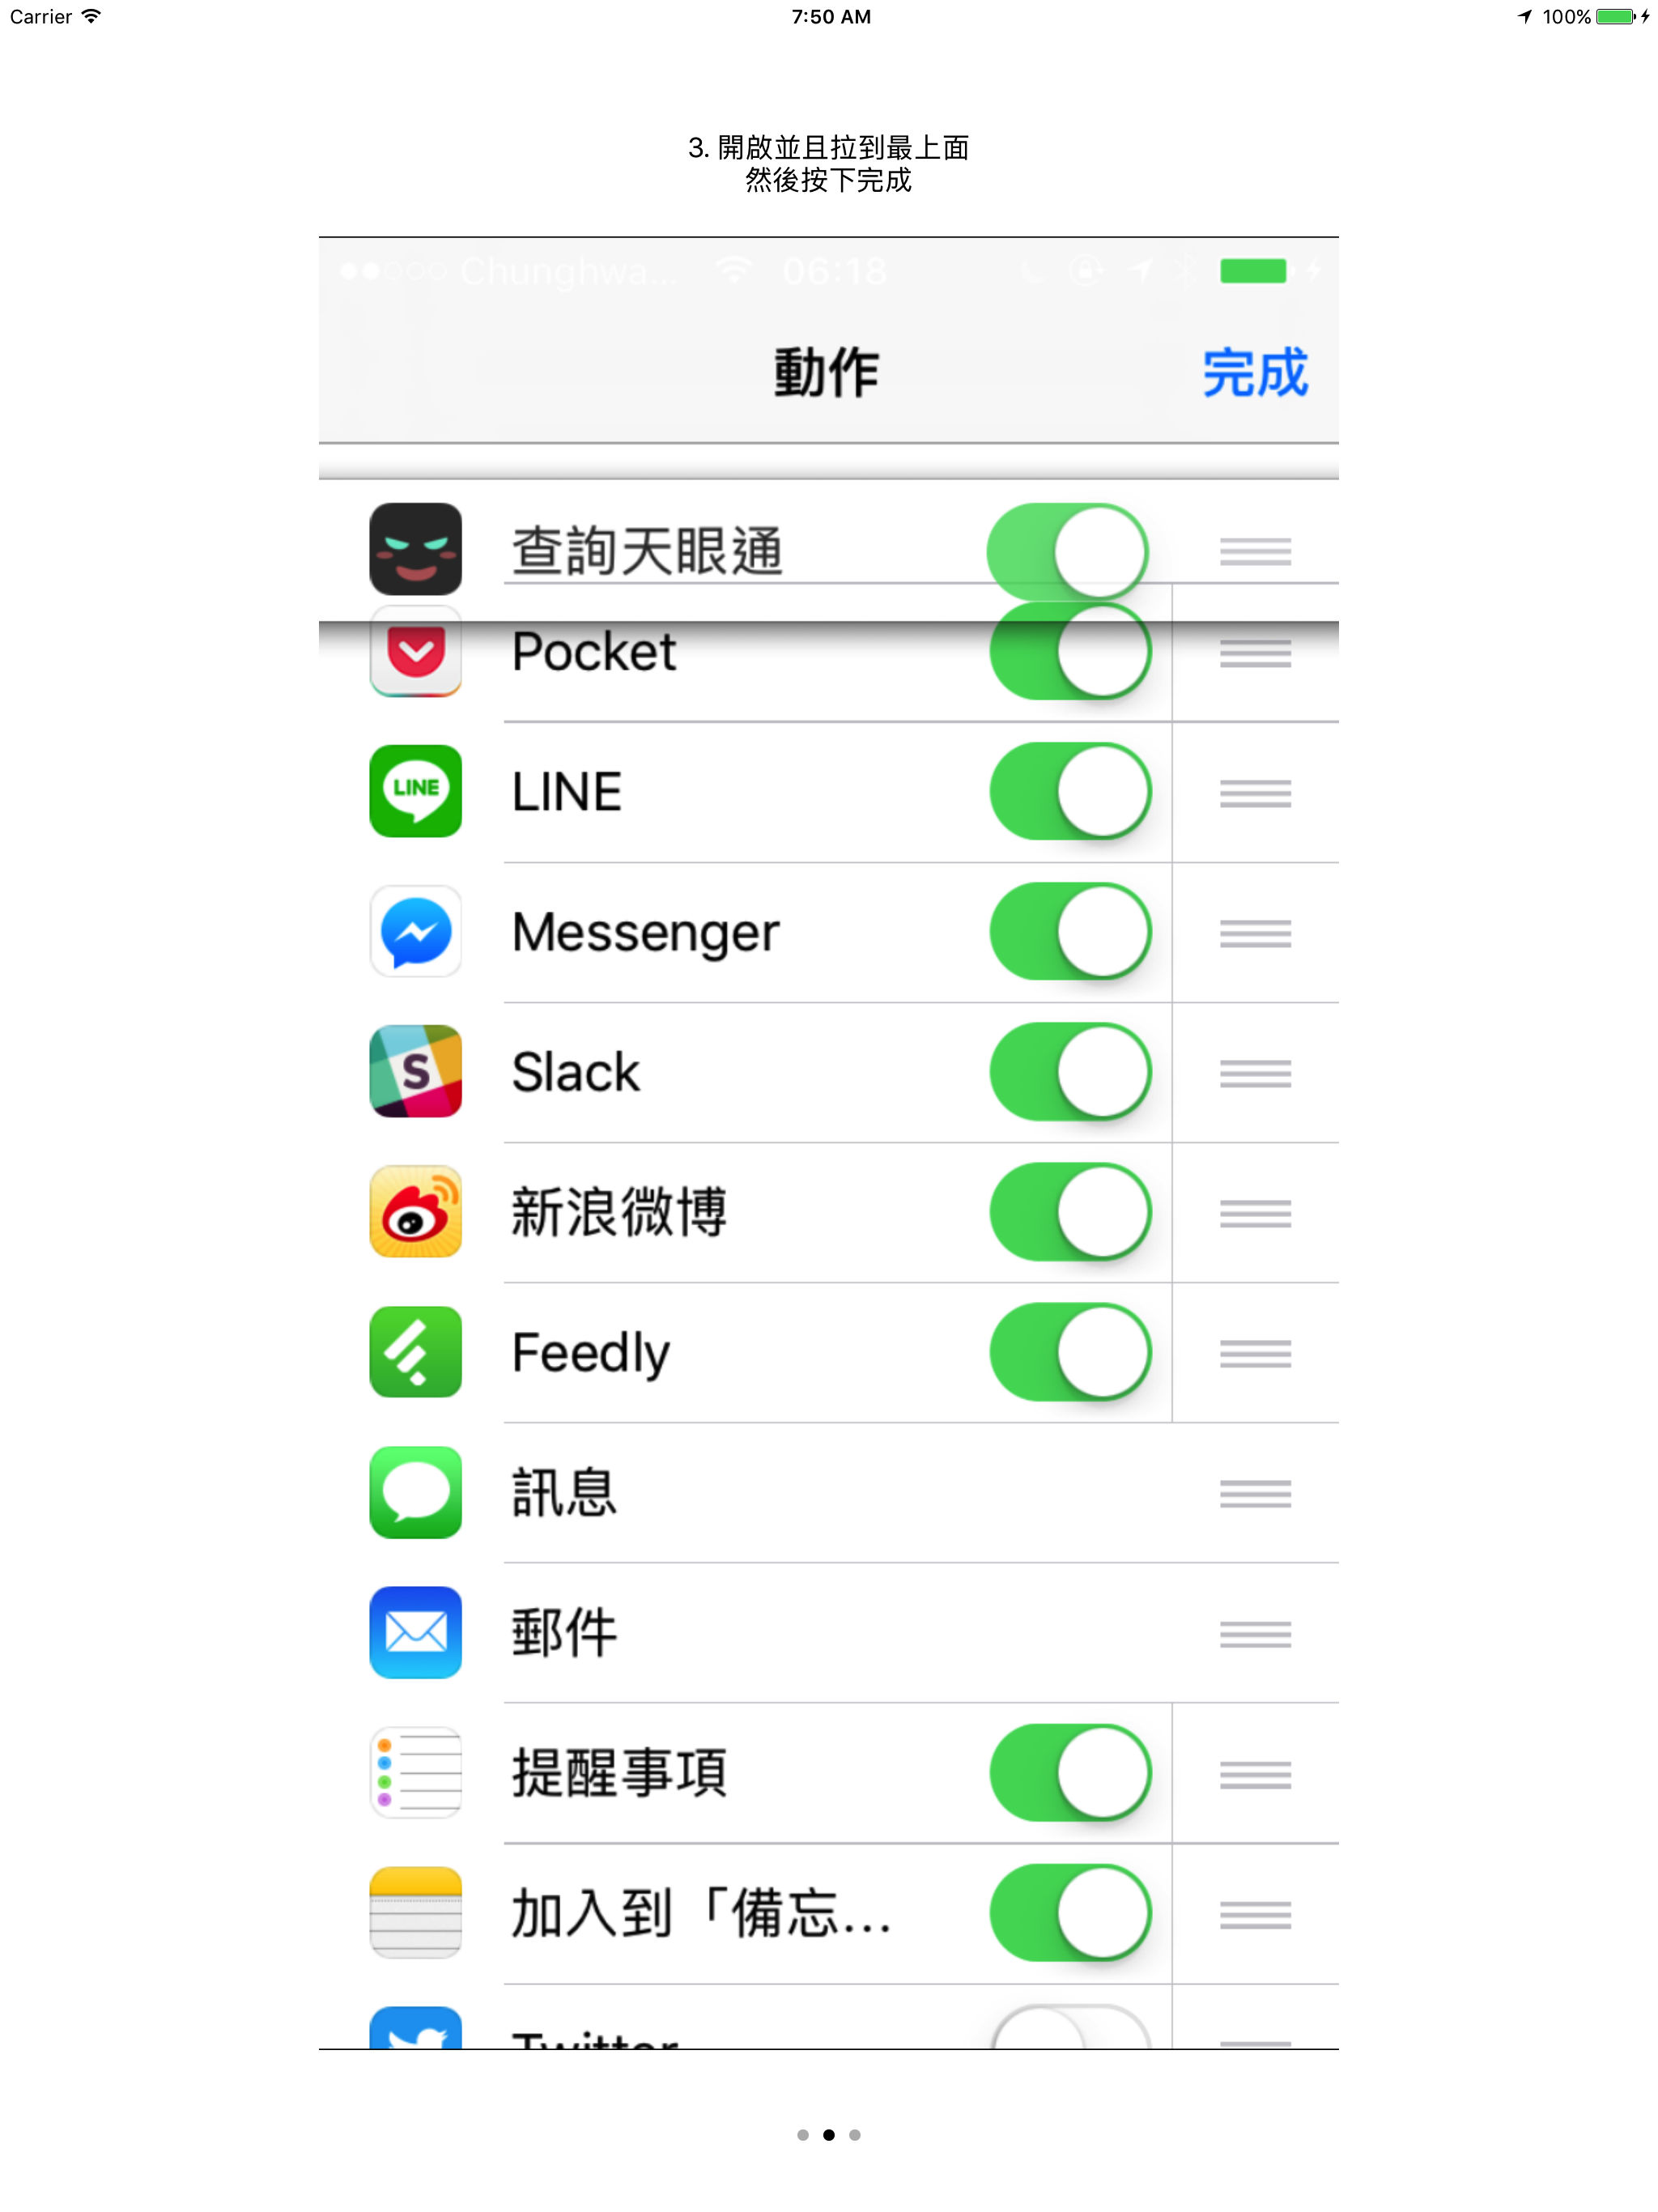 Carrier 7:50 AM 100%
3. 開啟並且拉到最上面
然後按下完成
Chunghwa... 06:18
動作 完成
查詢天眼通
Pocket
LINE LINE
Messenger
S Slack
新浪微博
Feedly
訊息
郵件
提醒事項
加入到「備忘...
Twitter